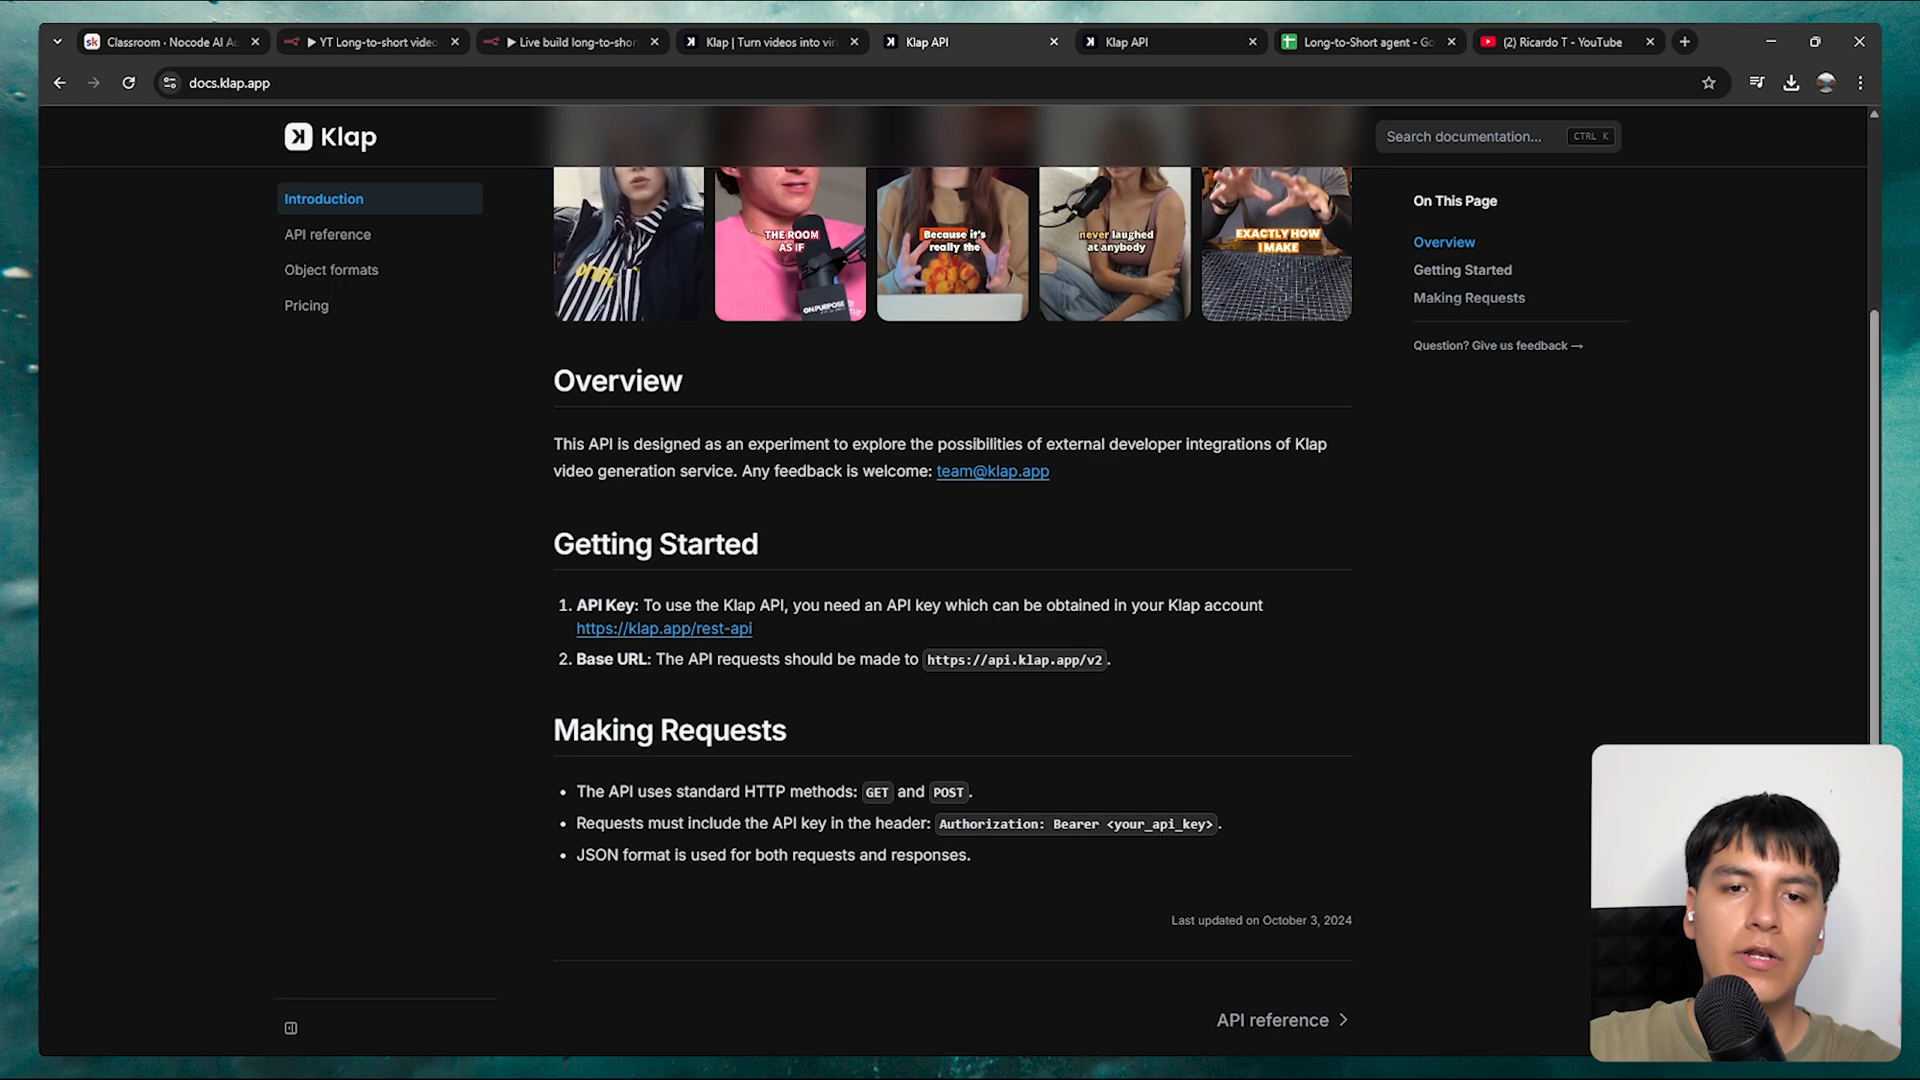 Classroom · Nocode AI Au
▶ YT Long-to-short video
▶ Live build long-to-shor
Klap | Turn videos into vira
Klap API
Klap API
Long-to-Short agent - Go
(2) Ricardo T - YouTube
docs.klap.app
Klap
Search documentation...
CTRL K
Introduction
API reference
Object formats
Pricing
THE ROOM
AS IF
ON PURPOSE
Because it's
really the
never laughed
at anybody
EXACTLY HOW
I MAKE
On This Page
Overview
Getting Started
Making Requests
Question? Give us feedback →
Overview
This API is designed as an experiment to explore the possibilities of external developer integrations of Klap
video generation service. Any feedback is welcome: team@klap.app
Getting Started
1. API Key: To use the Klap API, you need an API key which can be obtained in your Klap account
https://klap.app/rest-api
2. Base URL: The API requests should be made to https://api.klap.app/v2.
Making Requests
• The API uses standard HTTP methods: GET and POST.
• Requests must include the API key in the header: Authorization: Bearer <your_api_key>.
• JSON format is used for both requests and responses.
Last updated on October 3, 2024
API reference